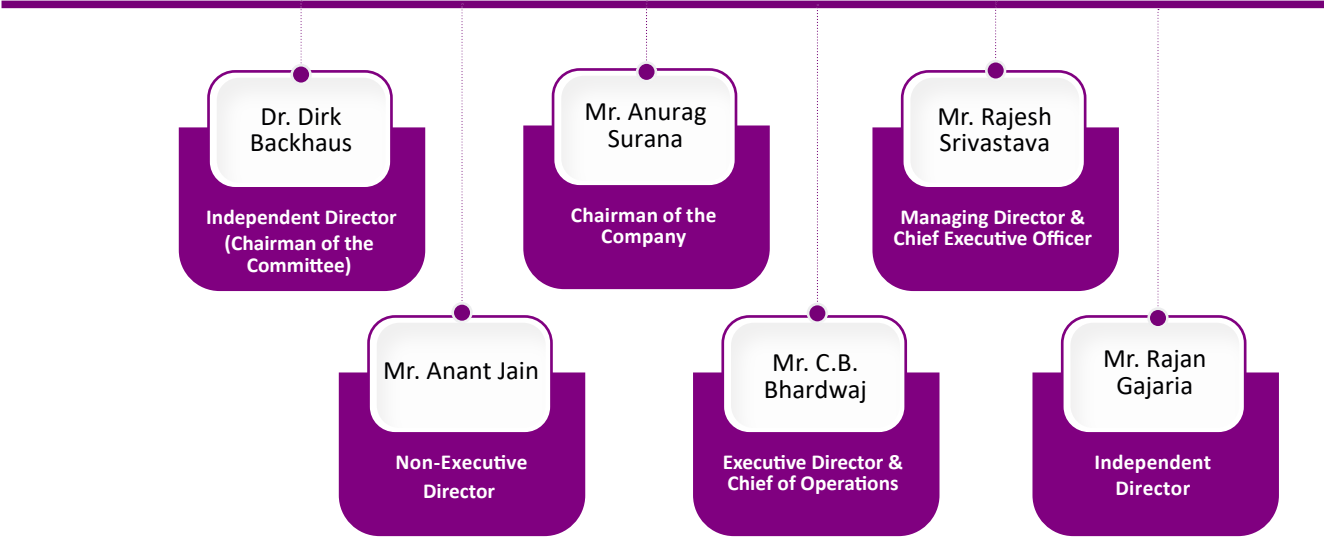 Dr. Dirk
Backhaus
Independent Director
(Chairman of the
Committee)
Mr. Anurag
Surana
Chairman of the
Company
Mr. Rajesh
Srivastava
Managing Director &
Chief Executive Officer
Mr. Anant Jain
Non-Executive
Director
Mr. C.B.
Bhardwaj
Executive Director &
Chief of Operations
Mr. Rajan
Gajaria
Independent
Director